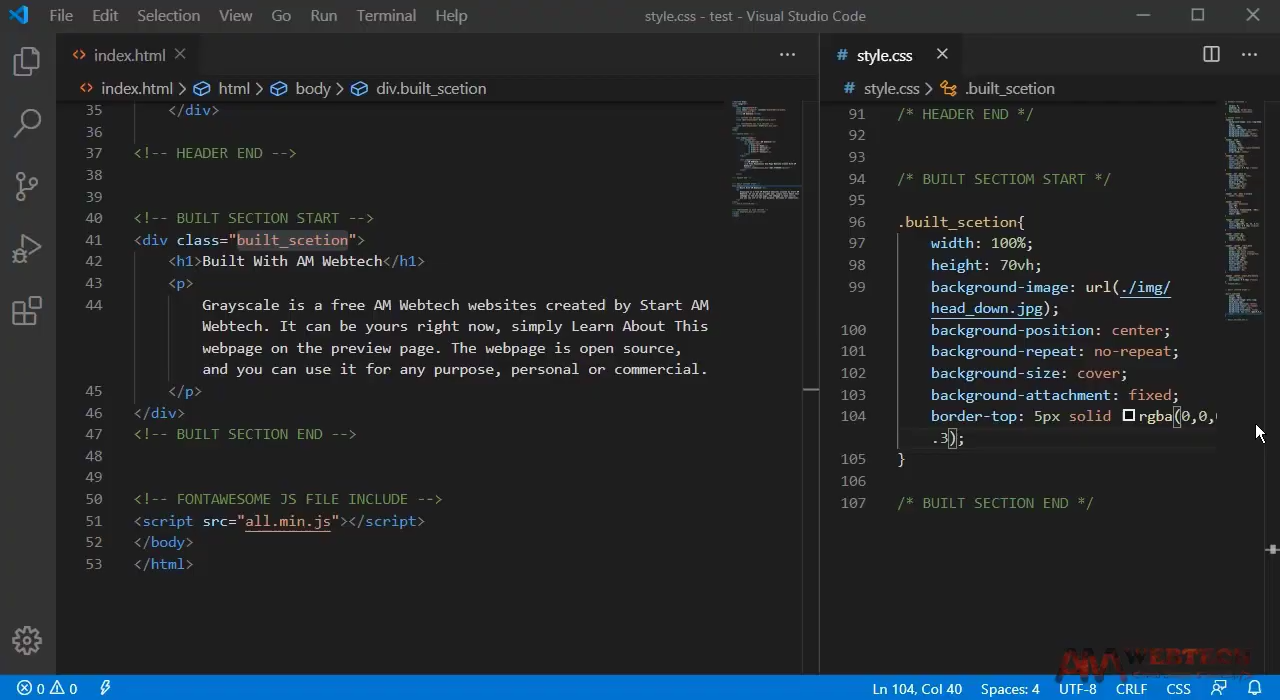 File Edit Selection View Go Run Terminal Help
style.css - test - Visual Studio Code
index.html
style.css
index.html > html > body > div.built_scetion
style.css > .built_scetion
35 </div>
36
37 <!-- HEADER END -->
38
39
40 <!-- BUILT SECTION START -->
41 <div class="built_scetion">
42 <h1>Built With AM Webtech</h1>
43 <p>
44 Grayscale is a free AM Webtech websites created by Start AM
Webtech. It can be yours right now, simply Learn About This
webpage on the preview page. The webpage is open source,
and you can use it for any purpose, personal or commercial.
45 </p>
46 </div>
47 <!-- BUILT SECTION END -->
48
49
50 <!-- FONTAWESOME JS FILE INCLUDE -->
51 <script src="all.min.js"></script>
52 </body>
53 </html>
91 /* HEADER END */
92
93
94 /* BUILT SECTIOM START */
95
96 .built_scetion{
97 width: 100%;
98 height: 70vh;
99 background-image: url(./img/
head_down.jpg);
100 background-position: center;
101 background-repeat: no-repeat;
102 background-size: cover;
103 background-attachment: fixed;
104 border-top: 5px solid rgba(0,0,
.3);
105 }
106
107 /* BUILT SECTION END */
AM WEBTECH
0 0
Ln 104, Col 40 Spaces: 4 UTF-8 CRLF CSS